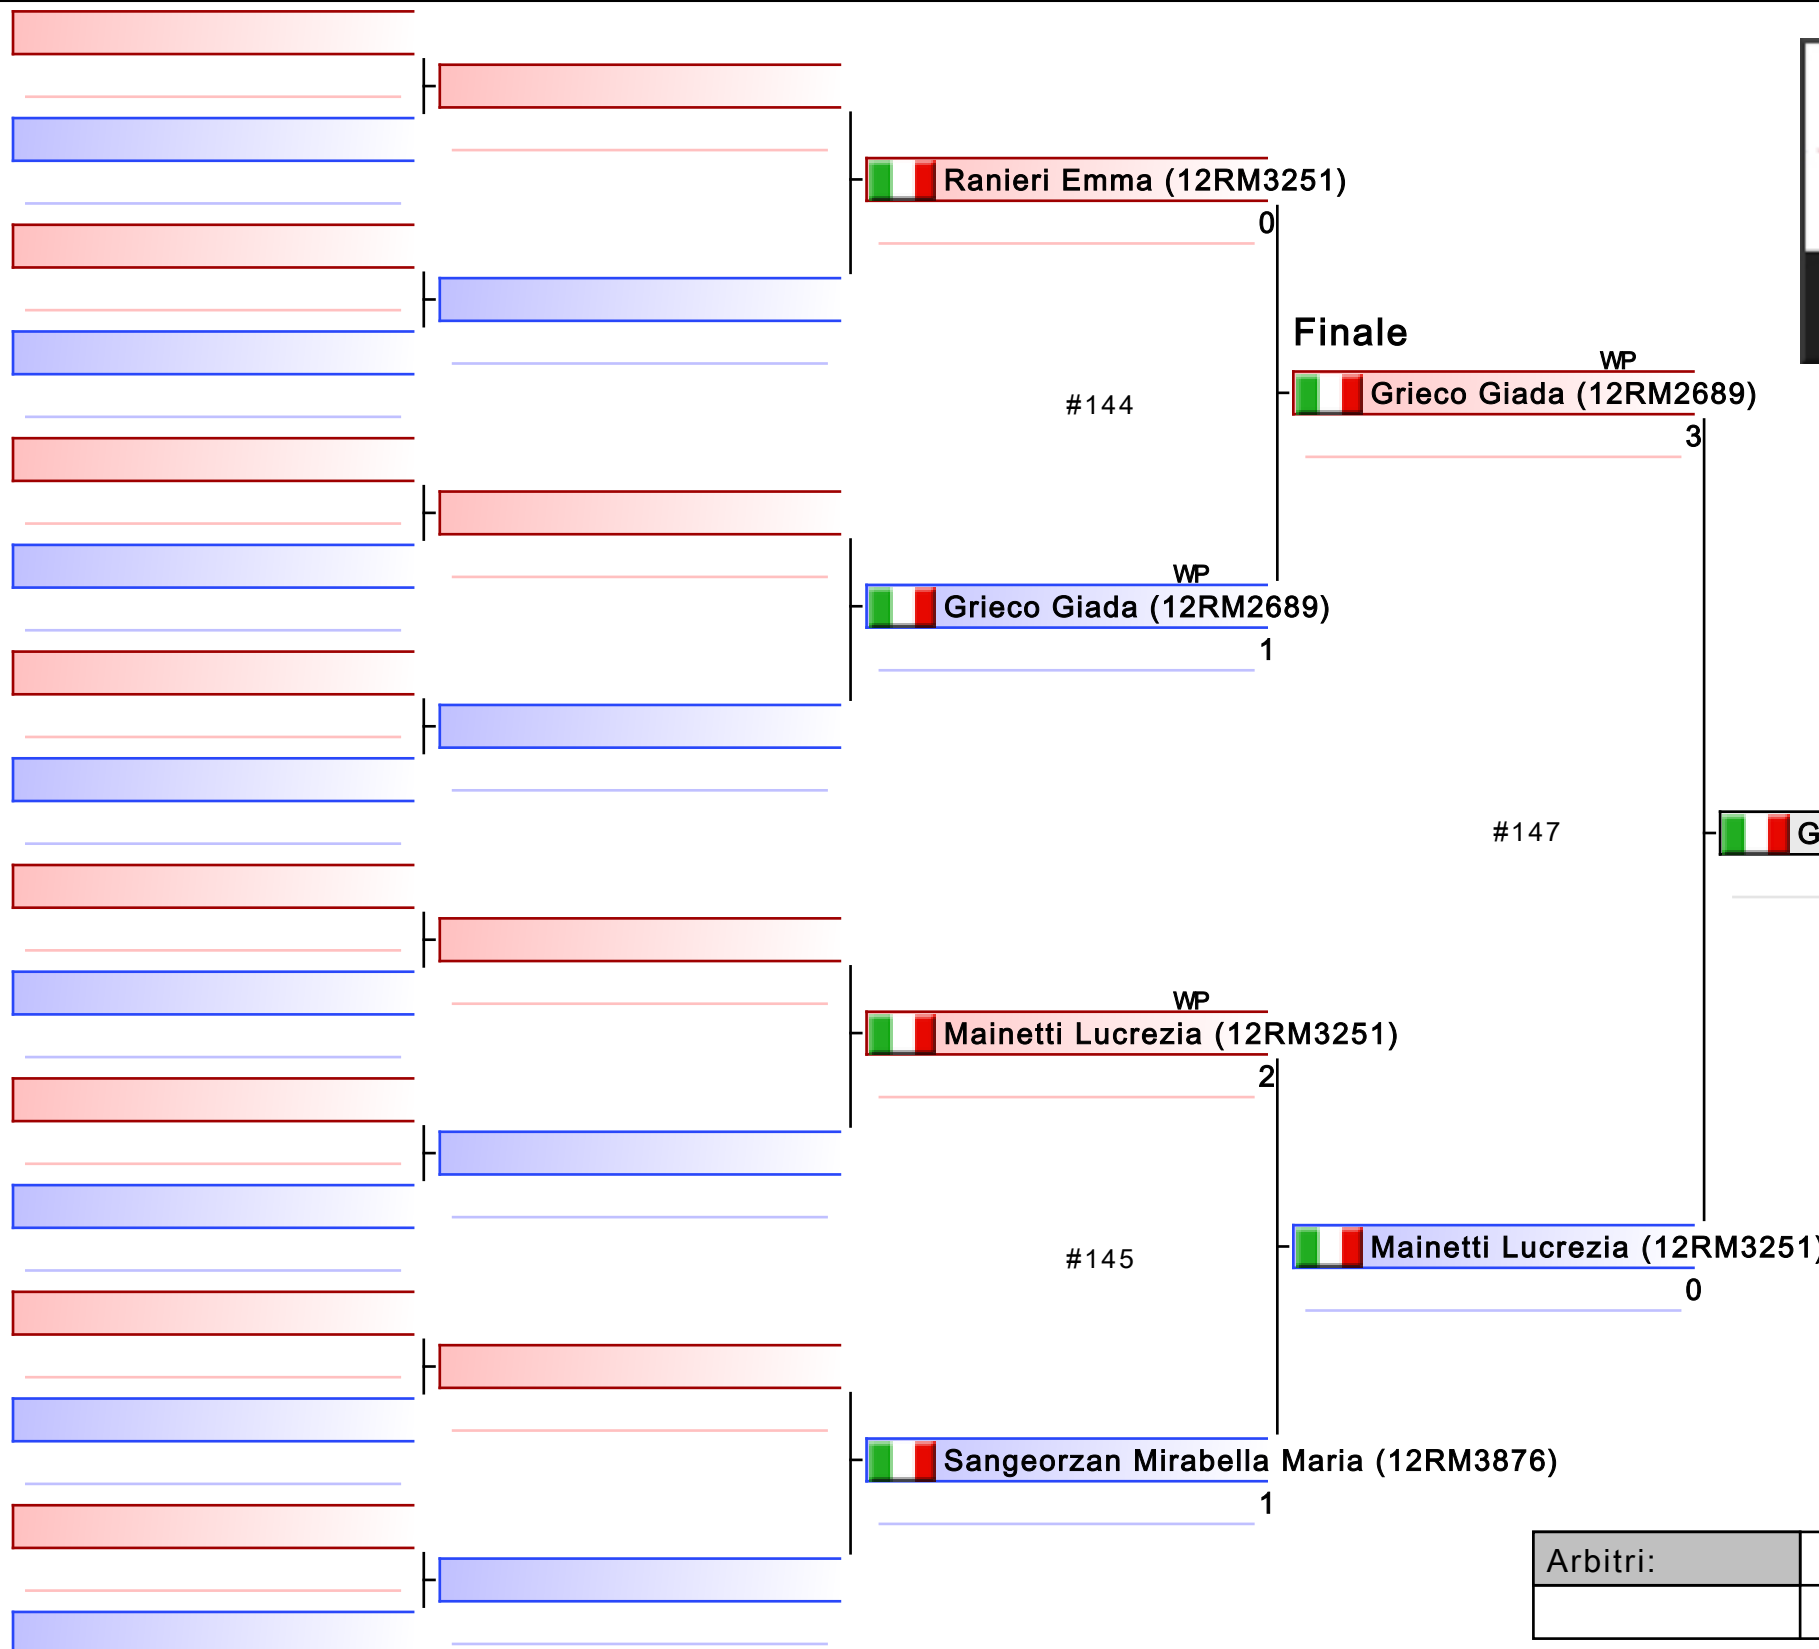 Ranieri Emma (12RM3251)
0
Finale
WP
#144
Grieco Giada (12RM2689)
3
WP
Grieco Giada (12RM2689)
1
#147
G
WP
Mainetti Lucrezia (12RM3251)
2
#145
Mainetti Lucrezia (12RM3251)
0
Sangeorzan Mirabella Maria (12RM3876)
1
Arbitri: